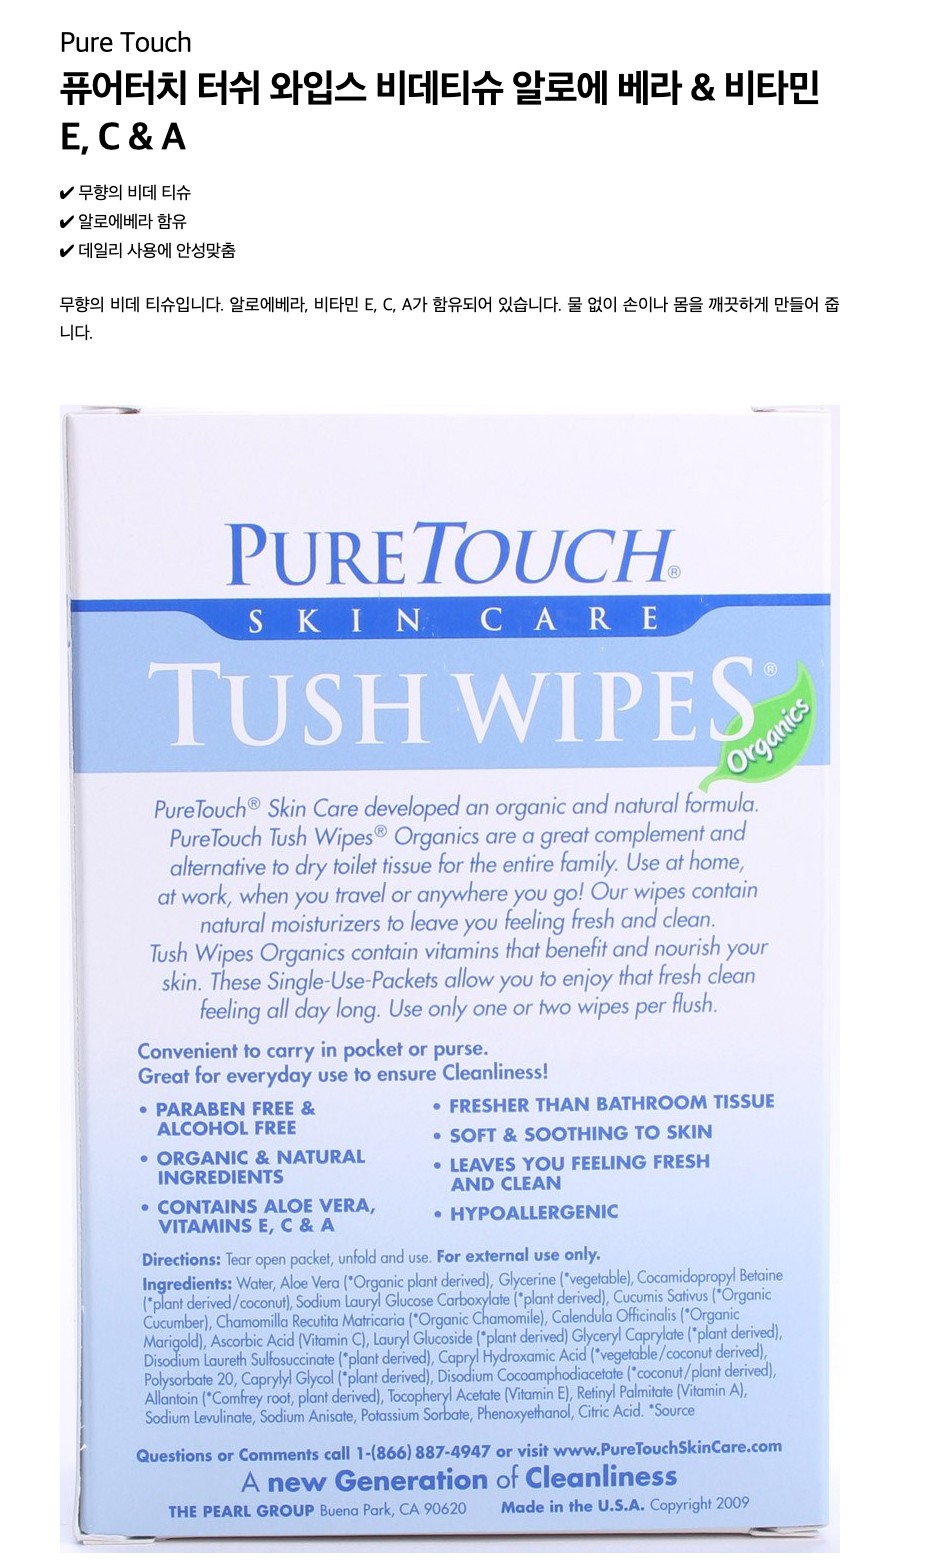 Pure Touch
퓨어터치 터쉬 와입스 비데티슈 알로에 베라 & 비타민
E, C & A
✔ 무향의 비데 티슈
✔ 알로에베라 함유
✔ 데일리 사용에 안성맞춤
무향의 비데 티슈입니다. 알로에베라, 비타민 E, C, A가 함유되어 있습니다. 물 없이 손이나 몸을 깨끗하게 만들어 줍
니다.
PURETOUCH®
SKIN CARE
TUSH WIPES®
Organics
PureTouch® Skin Care developed an organic and natural formula.
PureTouch Tush Wipes® Organics are a great complement and
alternative to dry toilet tissue for the entire family. Use at home,
at work, when you travel or anywhere you go! Our wipes contain
natural moisturizers to leave you feeling fresh and clean.
Tush Wipes Organics contain vitamins that benefit and nourish your
skin. These Single-Use-Packets allow you to enjoy that fresh clean
feeling all day long. Use only one or two wipes per flush.
Convenient to carry in pocket or purse.
Great for everyday use to ensure Cleanliness!
• PARABEN FREE &
ALCOHOL FREE
• ORGANIC & NATURAL
INGREDIENTS
• CONTAINS ALOE VERA,
VITAMINS E, C & A
• FRESHER THAN BATHROOM TISSUE
• SOFT & SOOTHING TO SKIN
• LEAVES YOU FEELING FRESH
AND CLEAN
• HYPOALLERGENIC
Directions: Tear open packet, unfold and use. For external use only.
Ingredients: Water, Aloe Vera (*Organic plant derived), Glycerine (*vegetable), Cocamidopropyl Betaine
(*plant derived/coconut), Sodium Lauryl Glucose Carboxylate (*plant derived), Cucumis Sativus (*Organic
Cucumber), Chamomilla Recutita Matricaria (*Organic Chamomile), Calendula Officinalis (*Organic
Marigold), Ascorbic Acid (Vitamin C), Lauryl Glucoside (*plant derived) Glyceryl Caprylate (*plant derived),
Disodium Laureth Sulfosuccinate (*plant derived), Capryl Hydroxamic Acid (*vegetable/coconut derived),
Polysorbate 20, Caprylyl Glycol (*plant derived), Disodium Cocoamphodiacetate (*coconut/plant derived),
Allantoin (*Comfrey root, plant derived), Tocopheryl Acetate (Vitamin E), Retinyl Palmitate (Vitamin A),
Sodium Levulinate, Sodium Anisate, Potassium Sorbate, Phenoxyethanol, Citric Acid. *Source
Questions or Comments call 1-(866) 887-4947 or visit www.PureTouchSkinCare.com
A new Generation of Cleanliness
THE PEARL GROUP Buena Park, CA 90620 Made in the U.S.A. Copyright 2009